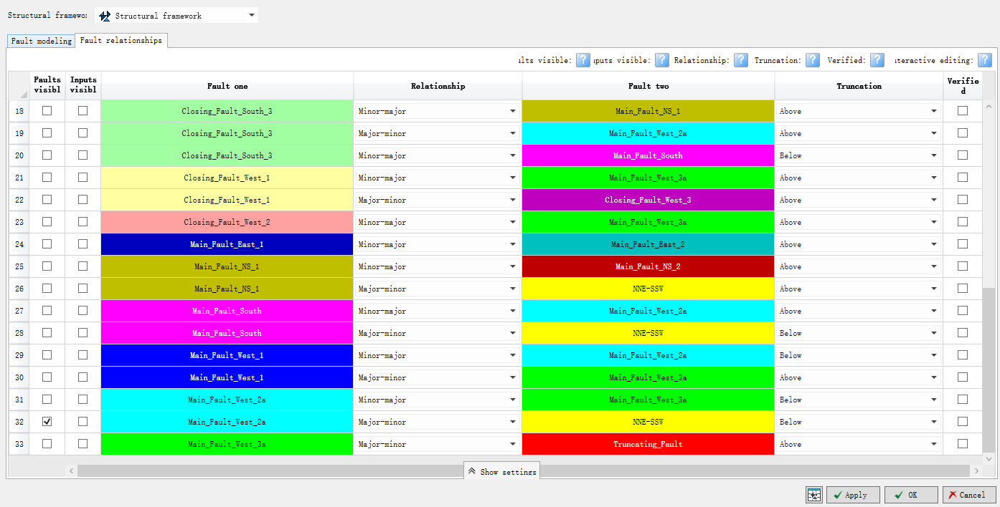 Structural framewo: Structural framework
Fault modeling Fault relationships
lts visible: ? puts visible: ? Relationship: ? Truncation: ? Verified: ? teractive editing: ?
Faults visibl Inputs visibl Fault one Relationship Fault two Truncation Verifie d
18 Closing_Fault_South_3 Minor-major Main_Fault_NS_1 Above
19 Closing_Fault_South_3 Major-minor Main_Fault_West_2a Above
20 Closing_Fault_South_3 Minor-major Main_Fault_South Below
21 Closing_Fault_West_1 Minor-major Main_Fault_West_3a Above
22 Closing_Fault_West_1 Major-minor Closing_Fault_West_3 Above
23 Closing_Fault_West_2 Minor-major Main_Fault_West_3a Above
24 Main_Fault_East_1 Minor-major Main_Fault_East_2 Above
25 Main_Fault_NS_1 Minor-major Main_Fault_NS_2 Above
26 Main_Fault_NS_1 Major-minor NNE-SSW Above
27 Main_Fault_South Minor-major Main_Fault_West_2a Above
28 Main_Fault_South Major-minor NNE-SSW Below
29 Main_Fault_West_1 Minor-major Main_Fault_West_2a Below
30 Main_Fault_West_1 Major-minor Main_Fault_West_3a Above
31 Main_Fault_West_2a Minor-major Main_Fault_West_3a Below
32 Main_Fault_West_2a Major-minor NNE-SSW Below
33 Main_Fault_West_3a Major-minor Truncating_Fault Above
Show settings
Apply OK Cancel